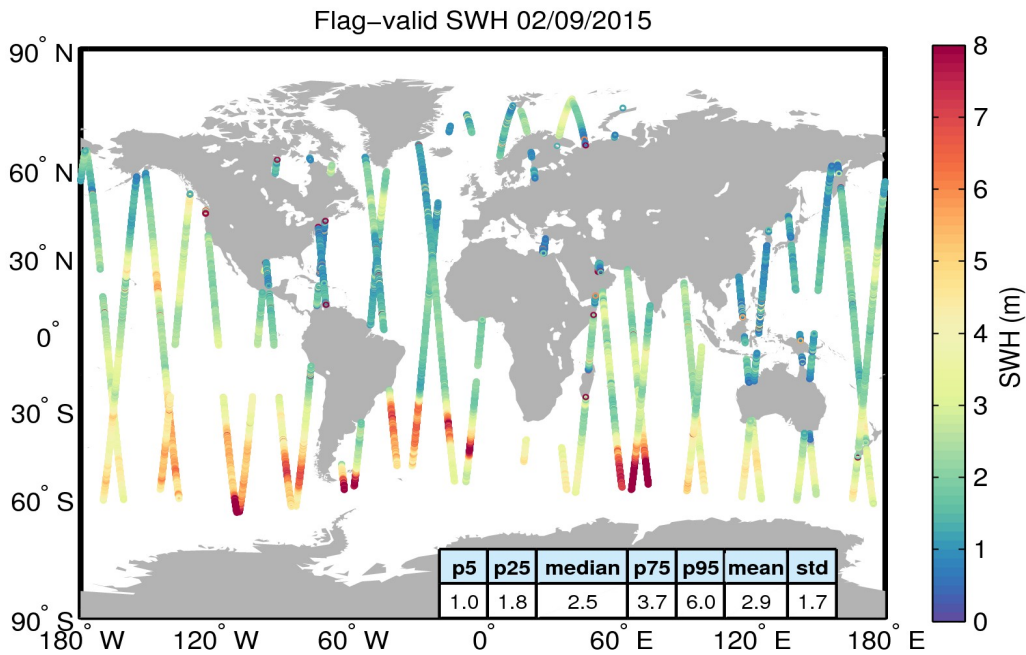 Flag−valid SWH 02/09/2015
90° N
60° N
30° N
0°
30° S
60° S
90° S
180° W
120° W
60° W
0°
60° E
120° E
180° E
p5 p25 median p75 p95 mean std
1.0 1.8 2.5 3.7 6.0 2.9 1.7
8
7
6
5
4
3
2
1
0
SWH (m)